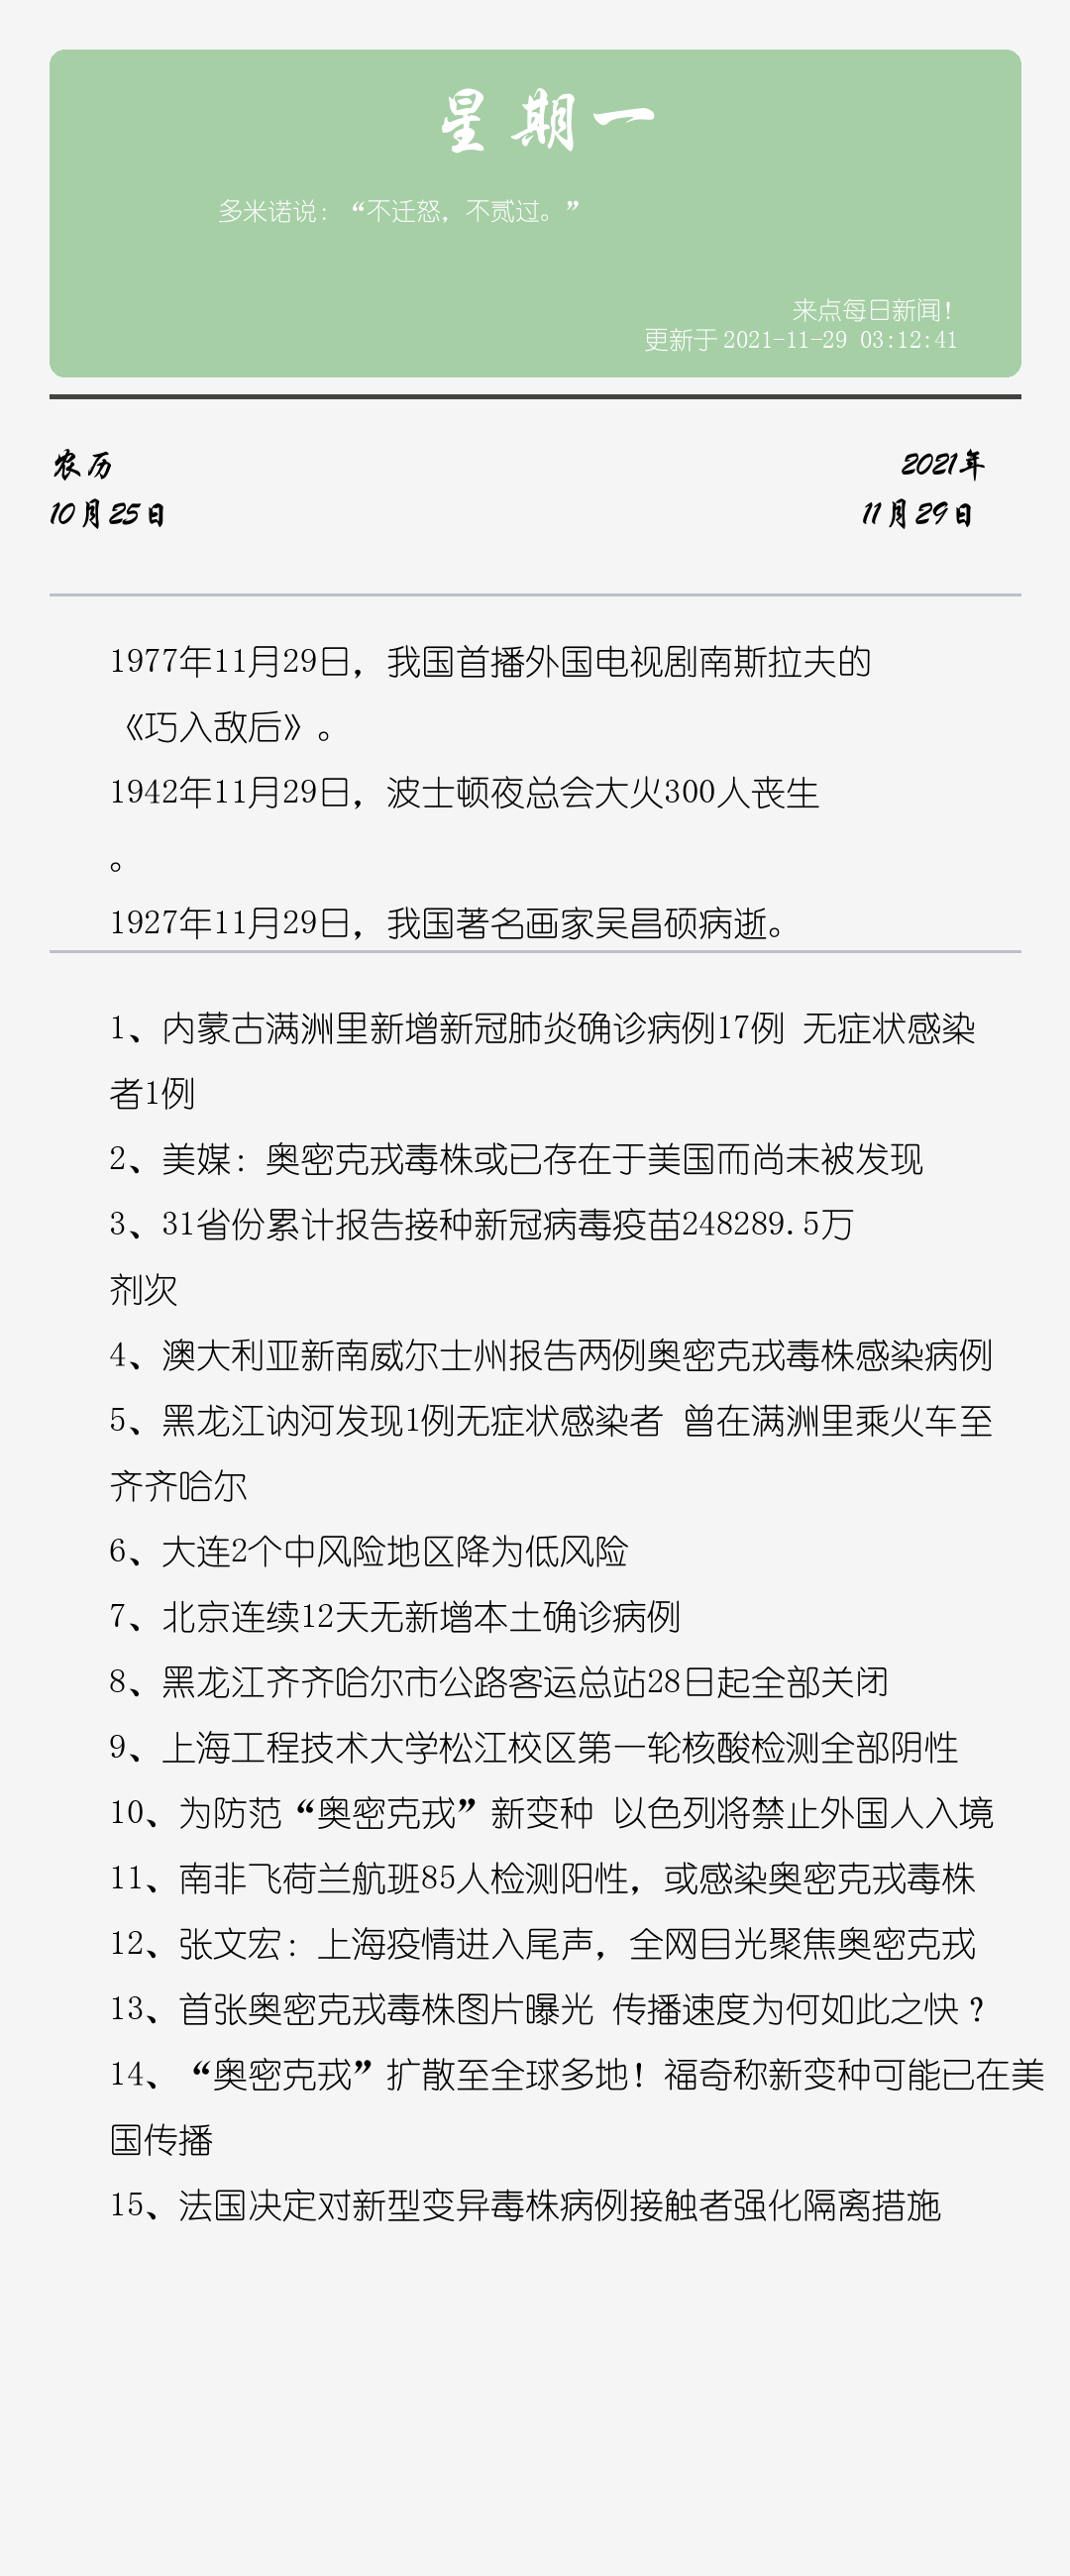 星期一
多米诺说：“不迁怒，不贰过。”
来点每日新闻！
更新于 2021-11-29 03:12:41
农历
10月25日
2021年
11月29日
1977年11月29日，我国首播外国电视剧南斯拉夫的
《巧入敌后》。
1942年11月29日，波士顿夜总会大火300人丧生
。
1927年11月29日，我国著名画家吴昌硕病逝。
1、内蒙古满洲里新增新冠肺炎确诊病例17例 无症状感染
者1例
2、美媒：奥密克戎毒株或已存在于美国而尚未被发现
3、31省份累计报告接种新冠病毒疫苗248289.5万
剂次
4、澳大利亚新南威尔士州报告两例奥密克戎毒株感染病例
5、黑龙江讷河发现1例无症状感染者 曾在满洲里乘火车至
齐齐哈尔
6、大连2个中风险地区降为低风险
7、北京连续12天无新增本土确诊病例
8、黑龙江齐齐哈尔市公路客运总站28日起全部关闭
9、上海工程技术大学松江校区第一轮核酸检测全部阴性
10、为防范“奥密克戎”新变种 以色列将禁止外国人入境
11、南非飞荷兰航班85人检测阳性，或感染奥密克戎毒株
12、张文宏：上海疫情进入尾声，全网目光聚焦奥密克戎
13、首张奥密克戎毒株图片曝光 传播速度为何如此之快？
14、“奥密克戎”扩散至全球多地！福奇称新变种可能已在美
国传播
15、法国决定对新型变异毒株病例接触者强化隔离措施